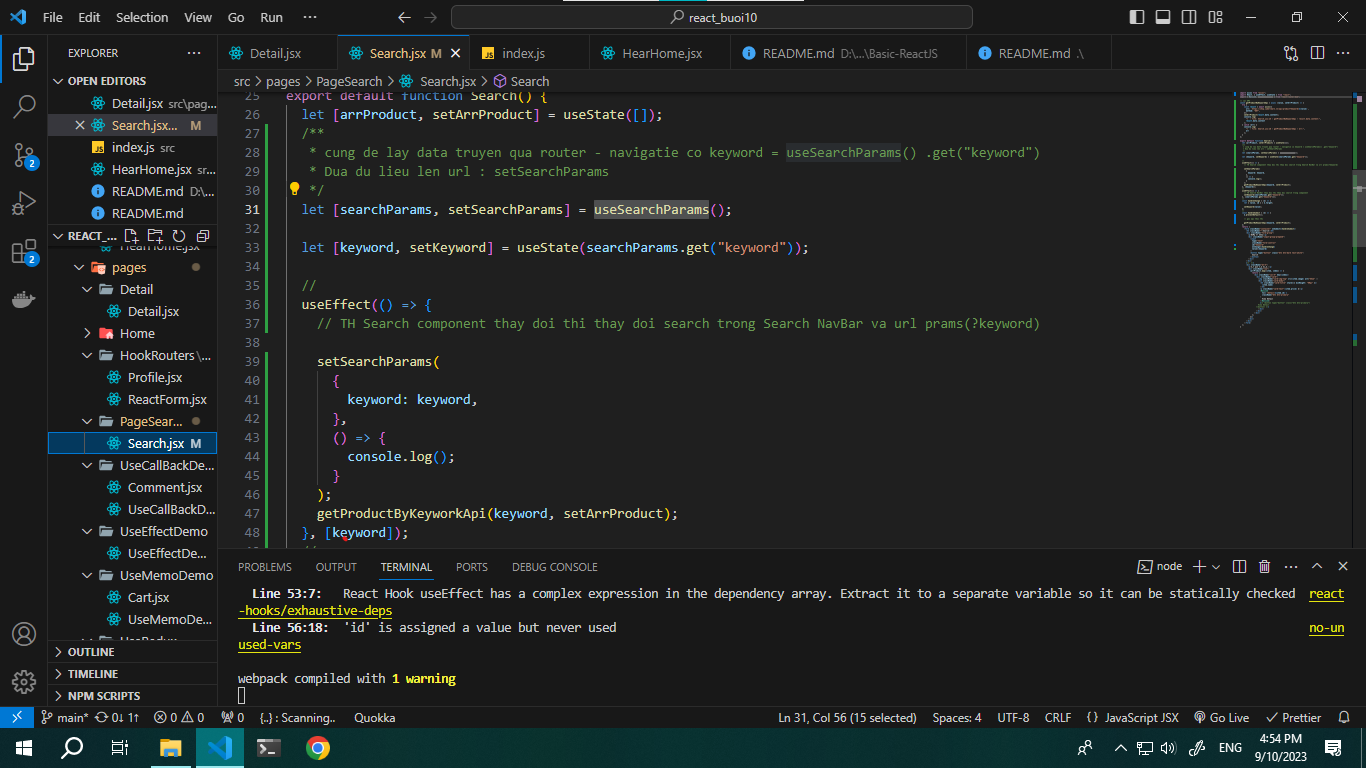 File Edit Selection View Go Run ··· react_buoi10
EXPLORER ···
OPEN EDITORS
Detail.jsx src\pag...
Search.jsx... M
index.js src
HearHome.jsx sr...
README.md D:\...
README.md
REACT_...
HearHome.jsx
pages
Detail
Detail.jsx
Home
HookRouters\...
Profile.jsx
ReactForm.jsx
PageSear...
Search.jsx M
UseCallBackDe...
Comment.jsx
UseCallBackD...
UseEffectDemo
UseEffectDe...
UseMemoDemo
Cart.jsx
UseMemoDe...
UseRedux
OUTLINE
TIMELINE
NPM SCRIPTS
2
2
Detail.jsx Search.jsx M index.js HearHome.jsx README.md D:\...\Basic-ReactJS README.md .\
src > pages > PageSearch > Search.jsx > Search
25 export default function Search() {
26 let [arrProduct, setArrProduct] = useState([]);
27 /**
28 * cung de lay data truyen qua router - navigatie co keyword = useSearchParams() .get("keyword")
29 * Dua du lieu len url : setSearchParams
30 */
31 let [searchParams, setSearchParams] = useSearchParams();
32
33 let [keyword, setKeyword] = useState(searchParams.get("keyword"));
34
35 //
36 useEffect(() => {
37 // TH Search component thay doi thi thay doi search trong Search NavBar va url prams(?keyword)
38
39 setSearchParams(
40 {
41 keyword: keyword,
42 },
43 () => {
44 console.log();
45 }
46 );
47 getProductByKeyworkApi(keyword, setArrProduct);
48 }, [keyword]);
PROBLEMS OUTPUT TERMINAL PORTS DEBUG CONSOLE node
Line 53:7: React Hook useEffect has a complex expression in the dependency array. Extract it to a separate variable so it can be statically checked react
-hooks/exhaustive-deps
Line 56:18: 'id' is assigned a value but never used no-un
used-vars
webpack compiled with 1 warning
main* 0↓ 1↑ 0 0 0 {..} : Scanning.. Quokka Ln 31, Col 56 (15 selected) Spaces: 4 UTF-8 CRLF { } JavaScript JSX Go Live Prettier
ENG 4:54 PM
9/10/2023